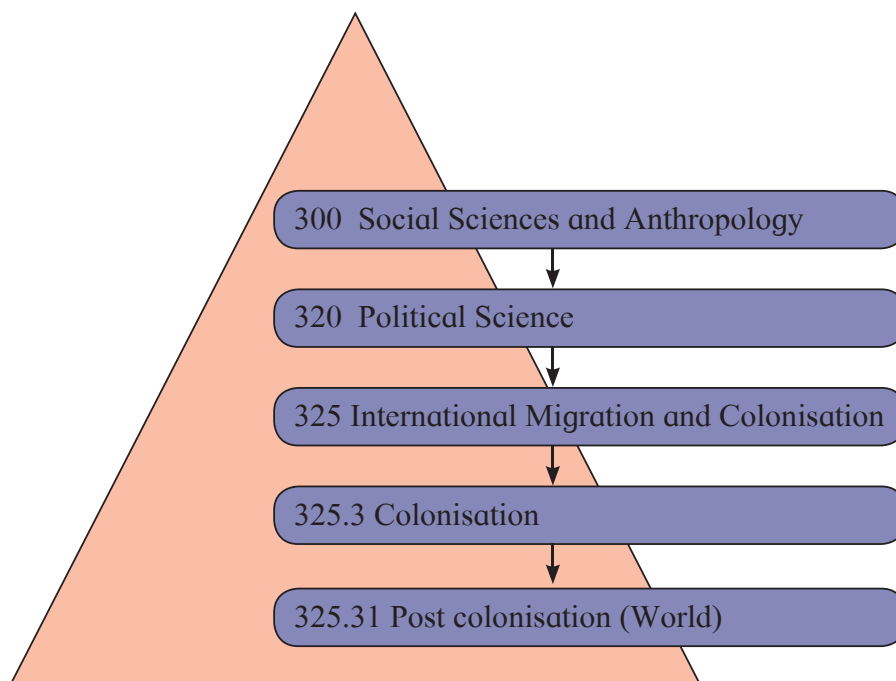 300 Social Sciences and Anthropology
320 Political Science
325 International Migration and Colonisation
325.3 Colonisation
325.31 Post colonisation (World)